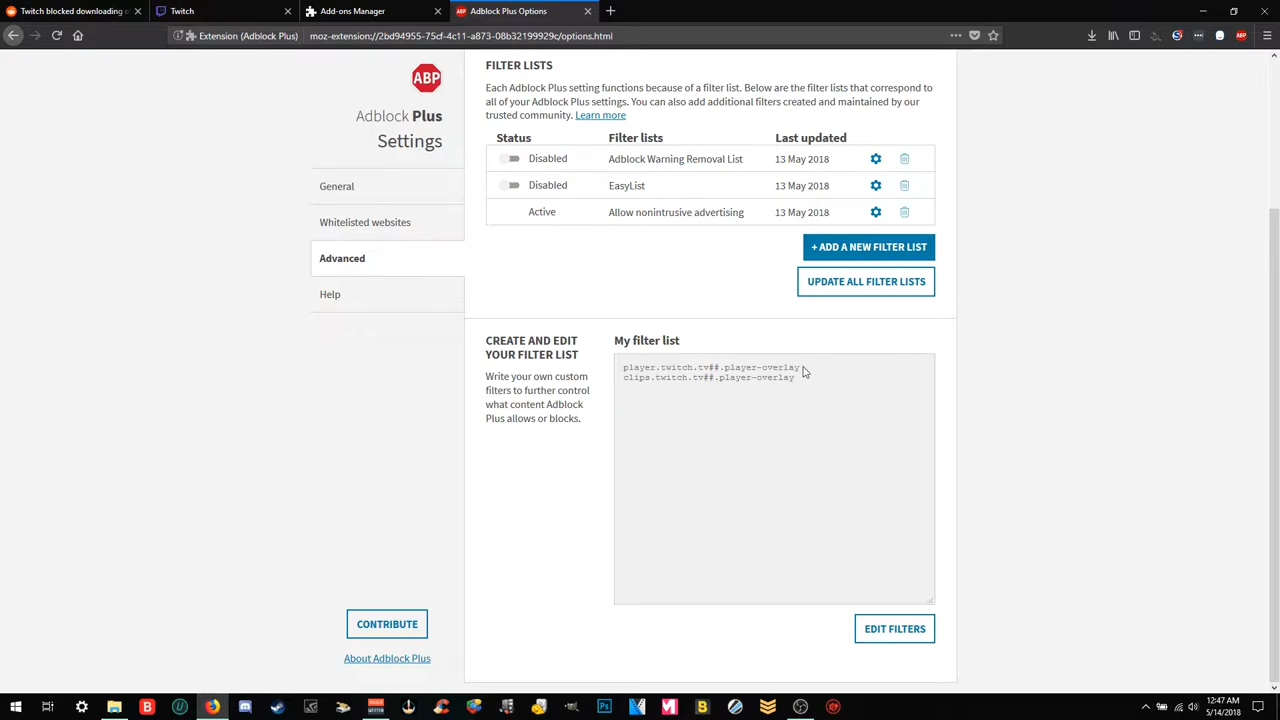 Twitch blocked downloading c
Twitch
Add-ons Manager
Adblock Plus Options
Extension (Adblock Plus)
moz-extension://2bd94955-75cf-4c11-a873-08b32199929c/options.html
ABP
Adblock Plus
Settings
General
Whitelisted websites
Advanced
Help
CONTRIBUTE
About Adblock Plus
FILTER LISTS
Each Adblock Plus setting functions because of a filter list. Below are the filter lists that correspond to
all of your Adblock Plus settings. You can also add additional filters created and maintained by our
trusted community. Learn more
Status Filter lists Last updated
Disabled Adblock Warning Removal List 13 May 2018
Disabled EasyList 13 May 2018
Active Allow nonintrusive advertising 13 May 2018
+ ADD A NEW FILTER LIST
UPDATE ALL FILTER LISTS
CREATE AND EDIT
YOUR FILTER LIST
Write your own custom
filters to further control
what content Adblock
Plus allows or blocks.
My filter list
player.twitch.tv##.player-overlay
clips.twitch.tv##.player-overlay
EDIT FILTERS
12:47 AM
5/14/2018